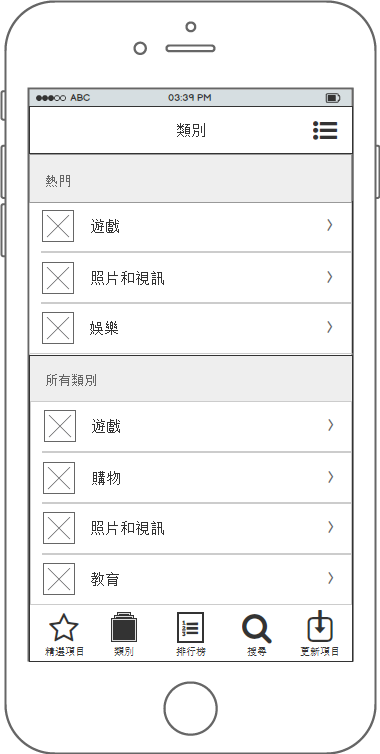 ABC 03:39 PM
類別
熱門
遊戲
照片和視訊
娛樂
所有類別
遊戲
購物
照片和視訊
教育
精選項目 類別 排行榜 搜尋 更新項目